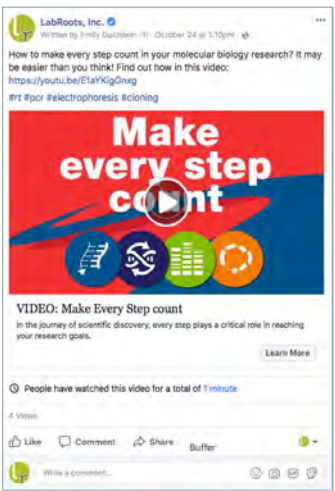 LabRoots, Inc.
Written by Emily Goldstein (?) · October 24 at 1:10pm ·
How to make every step count in your molecular biology research? It may
be easier than you think! Find out how in this video:
https://youtu.be/E1aYKigGnxg
#rt #pcr #electrophoresis #cloning
Make
every step
count
VIDEO: Make Every Step count
In the journey of scientific discovery, every step plays a critical role in reaching
your research goals.
Learn More
People have watched this video for a total of 1 minute
4 Views
Like Comment Share Buffer
Write a comment...